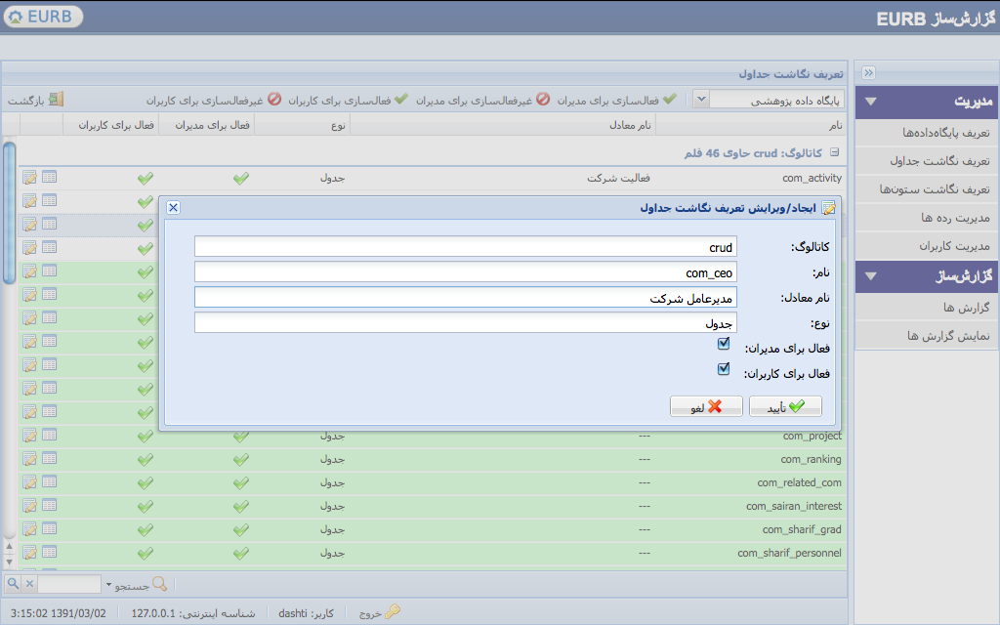 گزارش‌ساز EURB
EURB
مدیریت
تعریف پایگاه‌داده‌ها
تعریف نگاشت جداول
تعریف نگاشت ستون‌ها
مدیریت رده ها
مدیریت کاربران
گزارش‌ساز
گزارش ها
نمایش گزارش ها
تعریف نگاشت جداول
پایگاه داده پژوهشی
فعال‌سازی برای مدیران
غیرفعال‌سازی برای مدیران
فعال‌سازی برای کاربران
غیرفعال‌سازی برای کاربران
بازگشت
نام
نام معادل
نوع
فعال برای مدیران
فعال برای کاربران
کاتالوگ: crud حاوی 46 قلم
com_activity
فعالیت شرکت
جدول
ایجاد/ویرایش تعریف نگاشت جداول
کاتالوگ:
crud
نام:
com_ceo
نام معادل:
مدیرعامل شرکت
نوع:
جدول
فعال برای مدیران:
فعال برای کاربران:
تأیید
لغو
com_project
---
جدول
com_ranking
---
جدول
com_related_com
---
جدول
com_sairan_interest
---
جدول
com_sharif_grad
---
جدول
com_sharif_personnel
---
جدول
جستجو
خروج
کاربر: dashti
شناسه اینترنتی: 127.0.0.1
3:15:02 1391/03/02